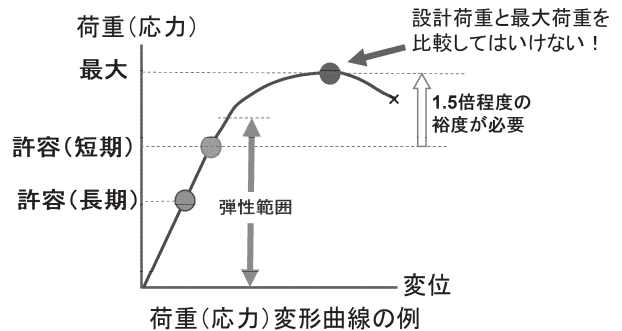 荷重(応力)
設計荷重と最大荷重を
比較してはいけない！
最大
1.5倍程度の
裕度が必要
許容(短期)
許容(長期)
弾性範囲
変位
荷重(応力)変形曲線の例